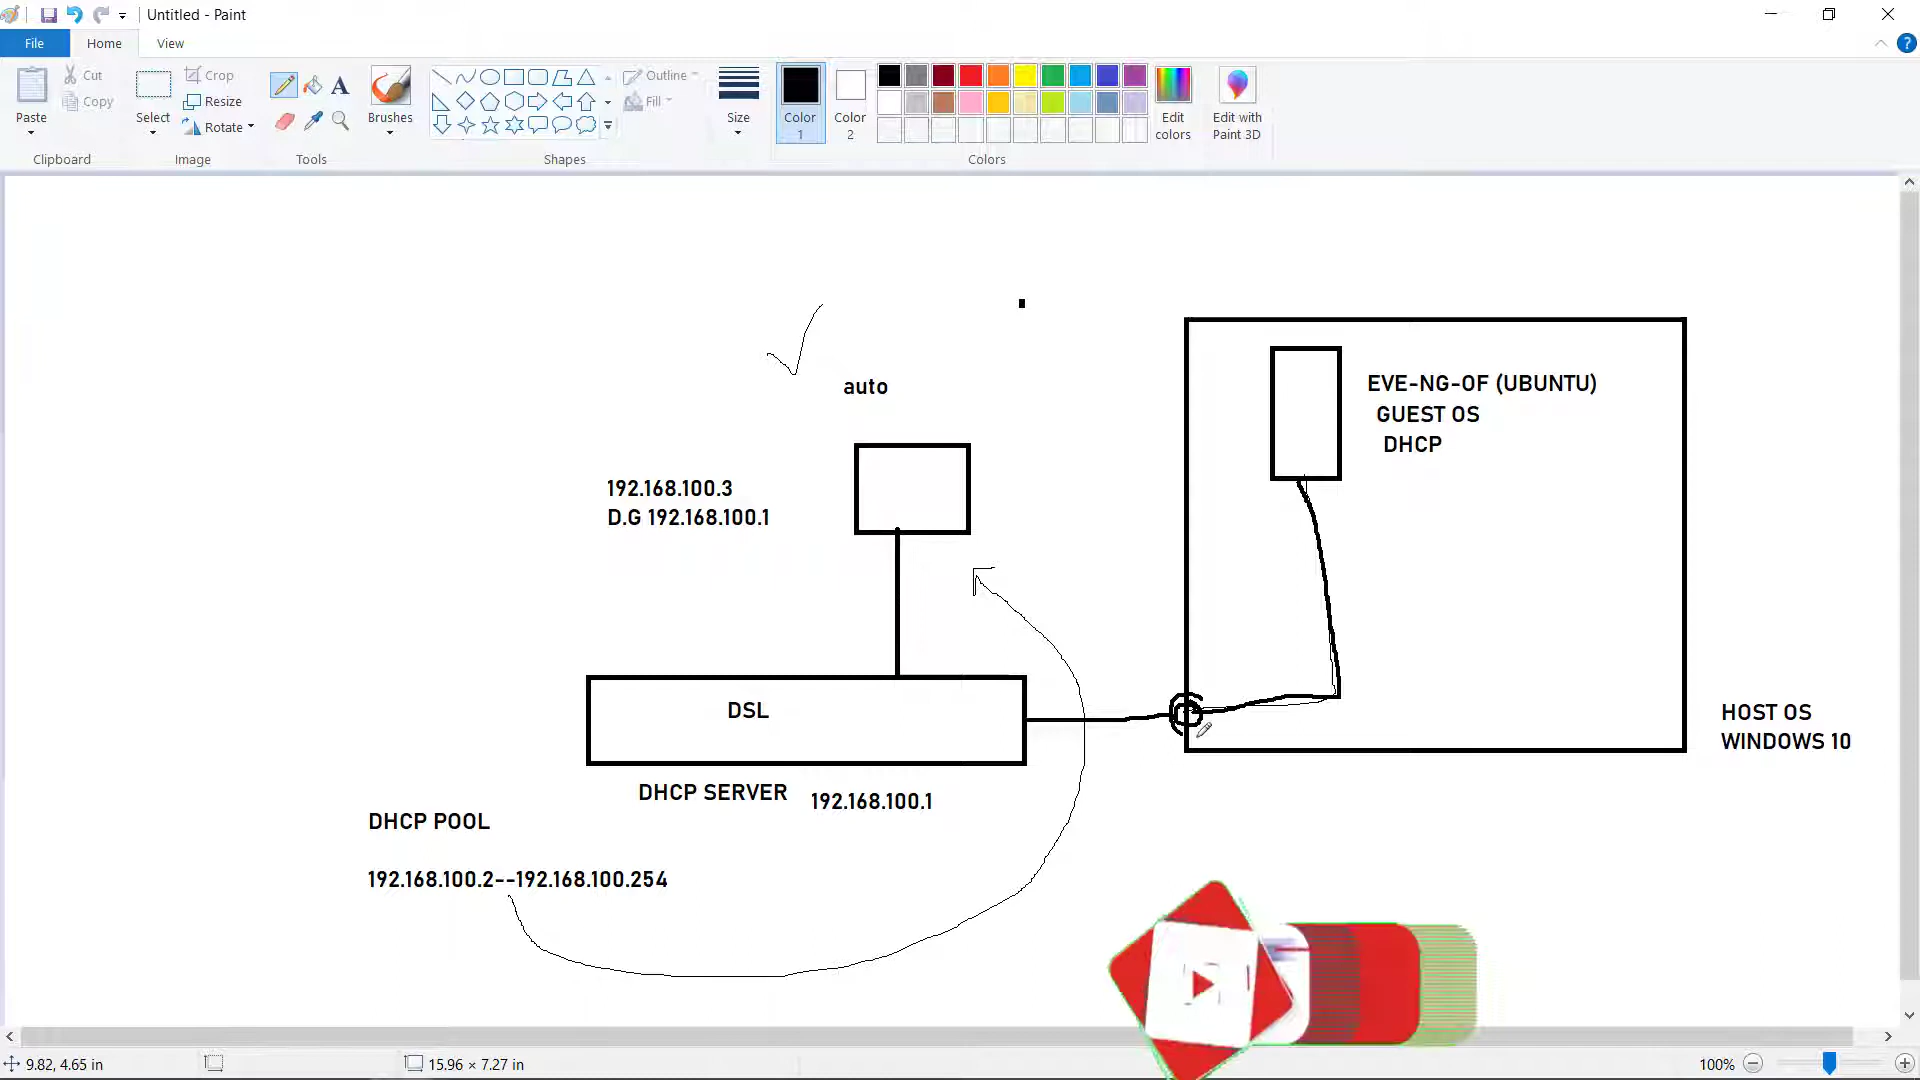 Untitled - Paint
File
Home
View
Paste
Cut
Copy
Clipboard
Select
Crop
Resize
Rotate
Image
A
Tools
Brushes
Outline
Fill
Shapes
Size
Color
1
Color
2
Edit
colors
Edit with
Paint 3D
Colors
auto
192.168.100.3
D.G 192.168.100.1
EVE-NG-OF (UBUNTU)
GUEST OS
DHCP
DSL
HOST OS
WINDOWS 10
DHCP SERVER
192.168.100.1
DHCP POOL
192.168.100.2--192.168.100.254
9.82, 4.65 in
15.96 × 7.27 in
100%